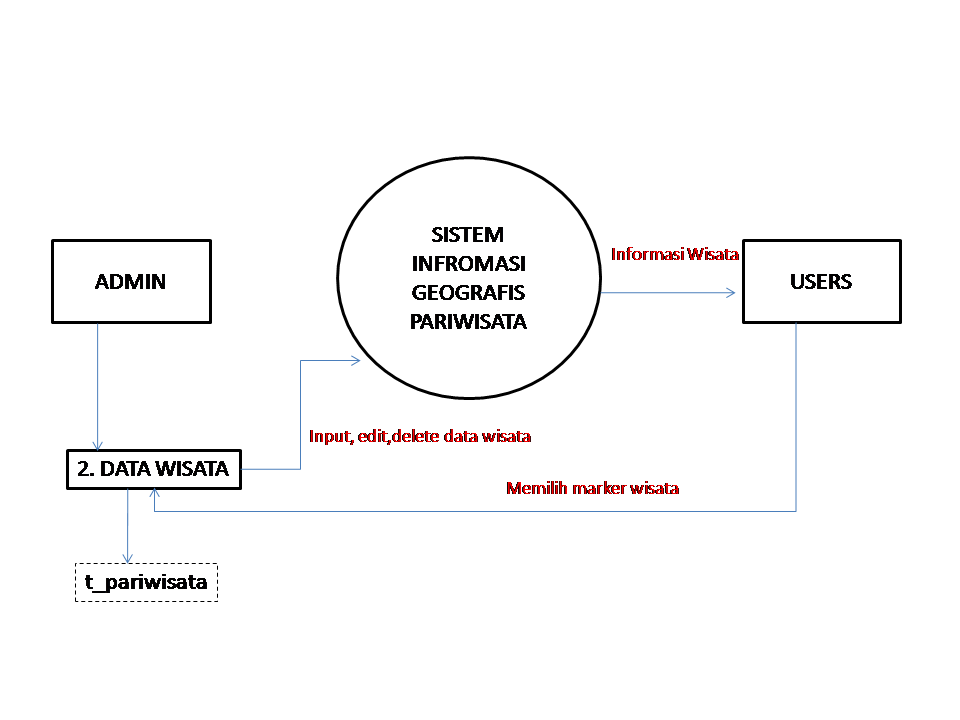 SISTEM
INFROMASI
GEOGRAFIS
PARIWISATA
ADMIN
Informasi Wisata
USERS
Input, edit,delete data wisata
2. DATA WISATA
Memilih marker wisata
t_pariwisata